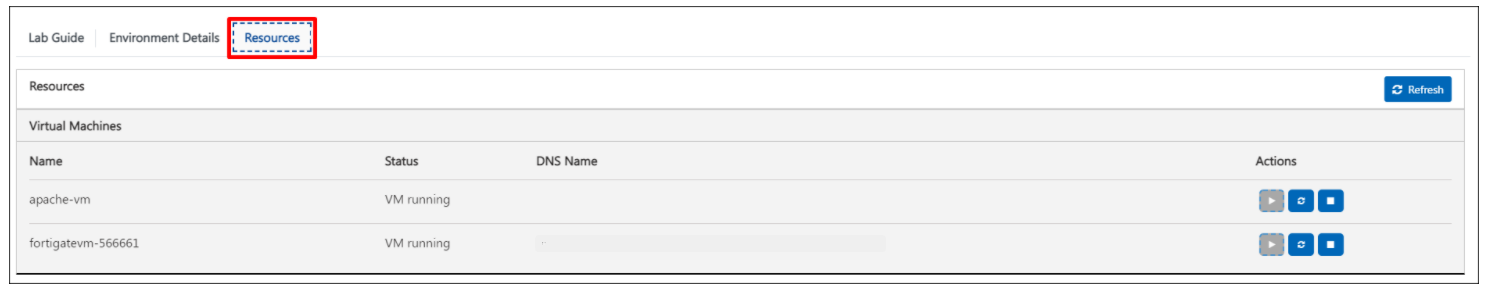 Lab Guide Environment Details Resources
Resources Refresh
Virtual Machines
Name Status DNS Name Actions
apache-vm VM running
fortigatevm-566661 VM running